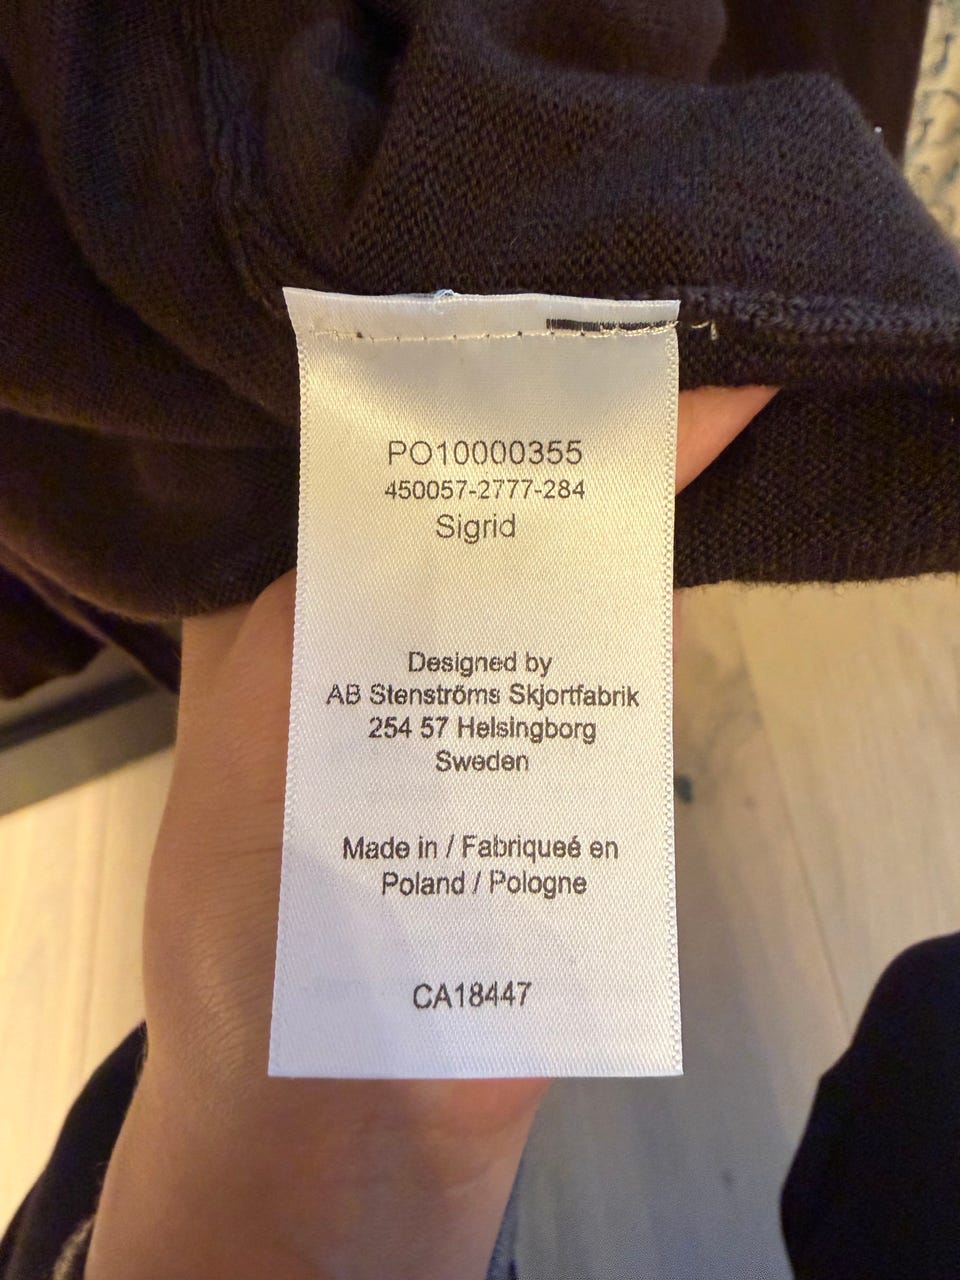 PO10000355
450057-2777-284
Sigrid
Designed by
AB Stenströms Skjortfabrik
254 57 Helsingborg
Sweden
Made in / Fabriqueé en
Poland / Pologne
CA18447